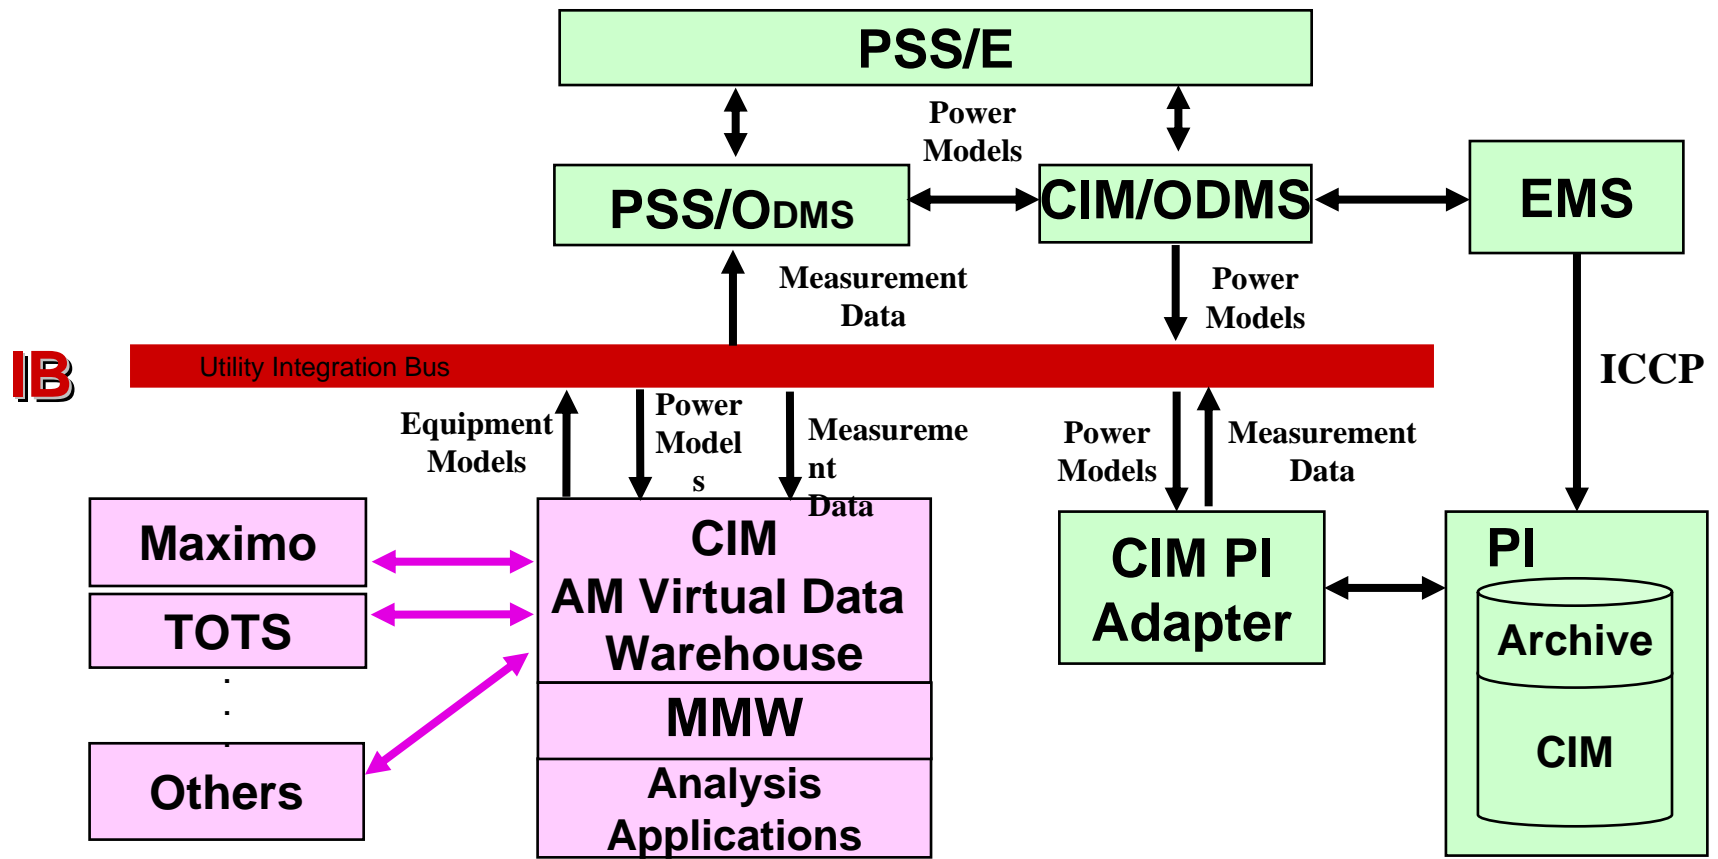 PSS/E
Power
Models
PSS/ODMS
CIM/ODMS
EMS
Measurement
Data
Power
Models
IB
Utility Integration Bus
ICCP
Equipment
Models
Power
Model
s
Measureme
nt
Data
Power
Models
Measurement
Data
Maximo
TOTS
.
.
.
Others
CIM
AM Virtual Data
Warehouse
MMW
Analysis
Applications
CIM PI
Adapter
PI
Archive
CIM